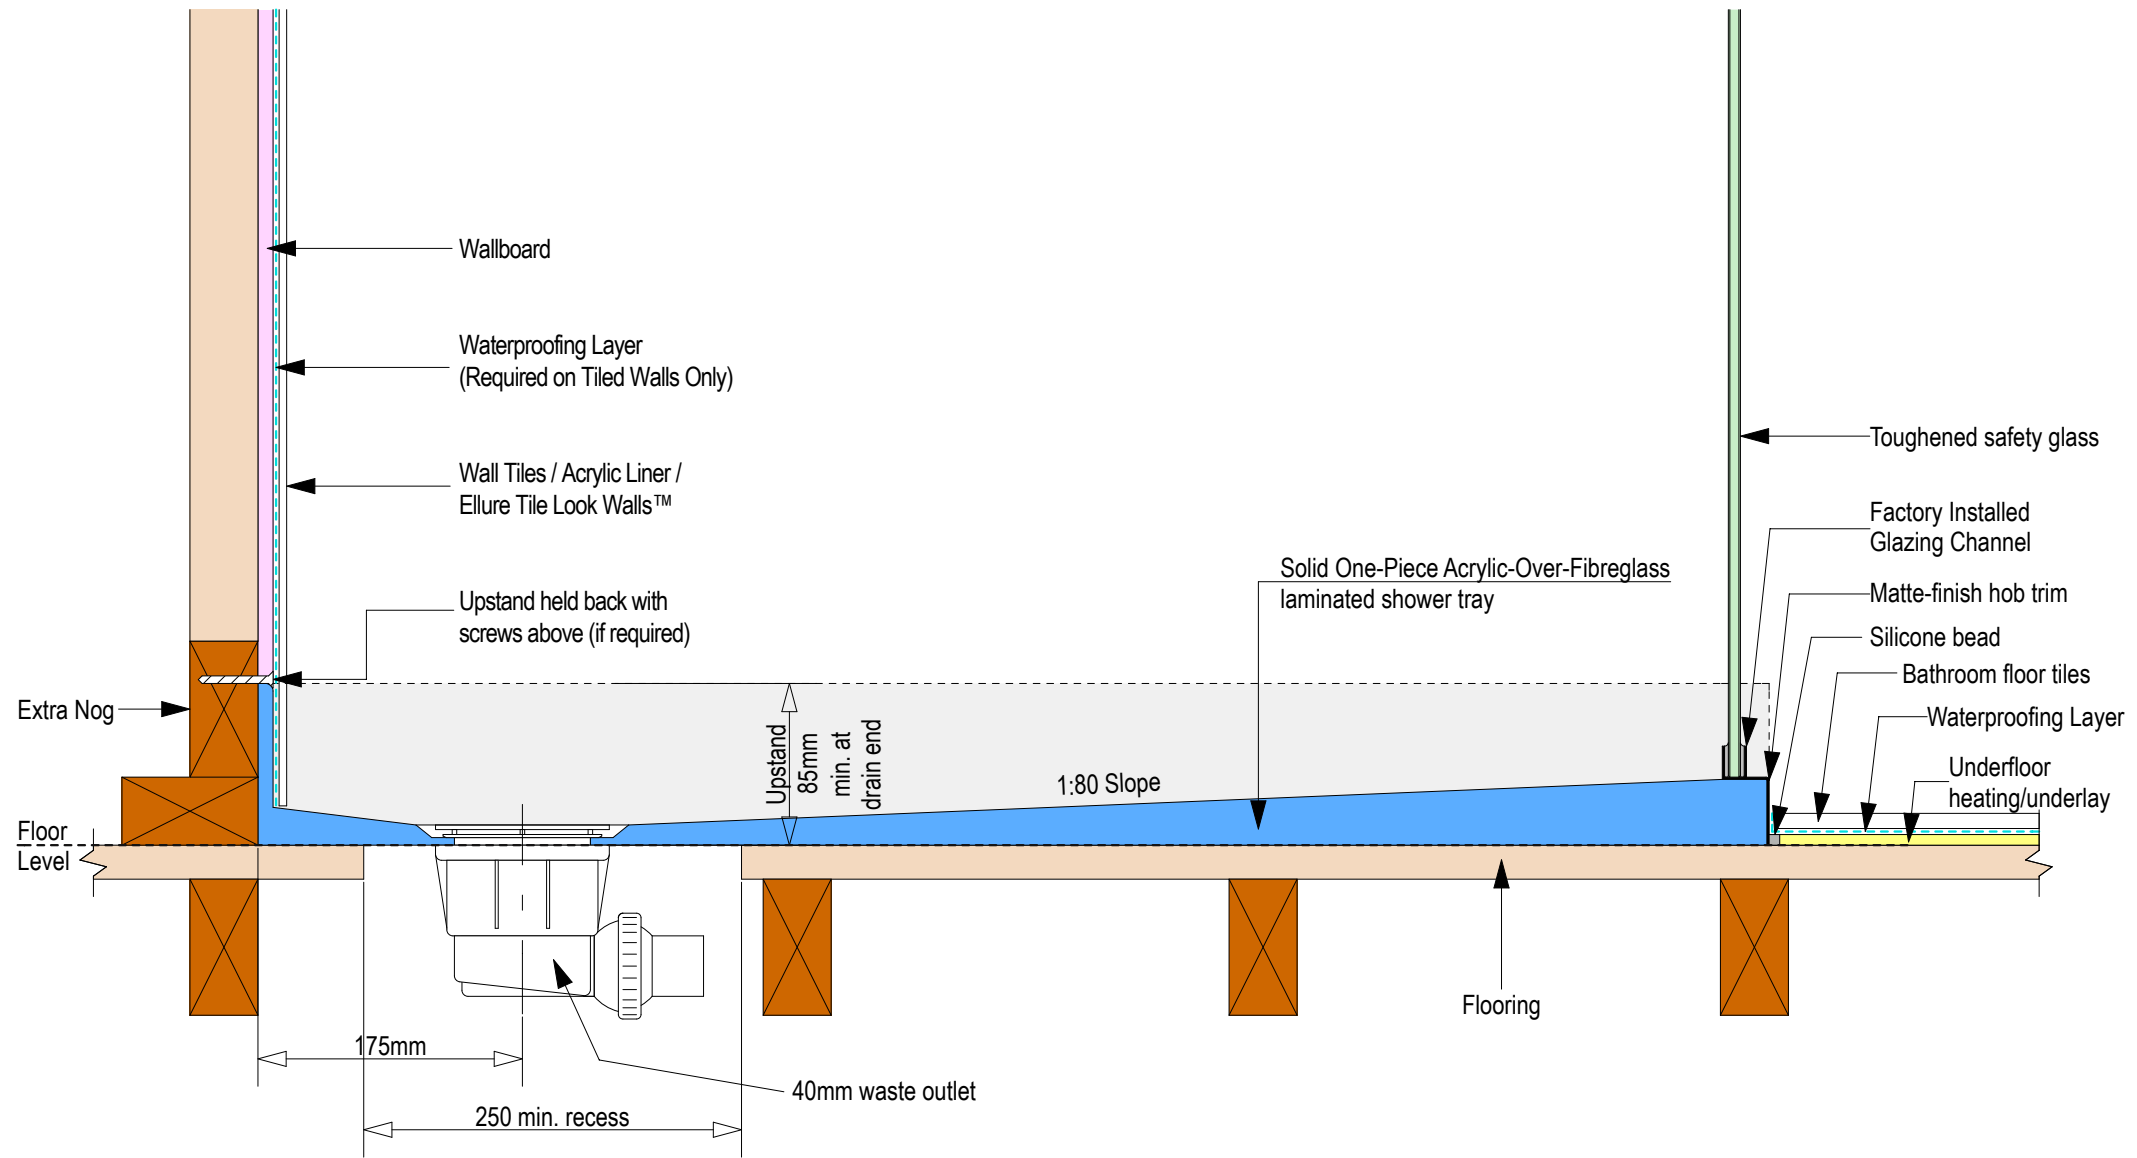 Wallboard
Waterproofing Layer
(Required on Tiled Walls Only)
Wall Tiles / Acrylic Liner /
Ellure Tile Look Walls™
Upstand held back with
screws above (if required)
Extra Nog
Floor
Level
Upstand
85mm
min. at
drain end
1:80 Slope
Solid One-Piece Acrylic-Over-Fibreglass
laminated shower tray
Toughened safety glass
Factory Installed
Glazing Channel
Matte-finish hob trim
Silicone bead
Bathroom floor tiles
Waterproofing Layer
Underfloor
heating/underlay
Flooring
175mm
40mm waste outlet
250 min. recess